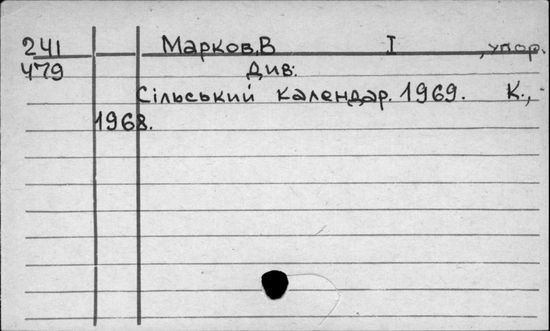 241 Марков, В I , упор.
479 Див:
Сільський календар. 1969. К.,
1968.